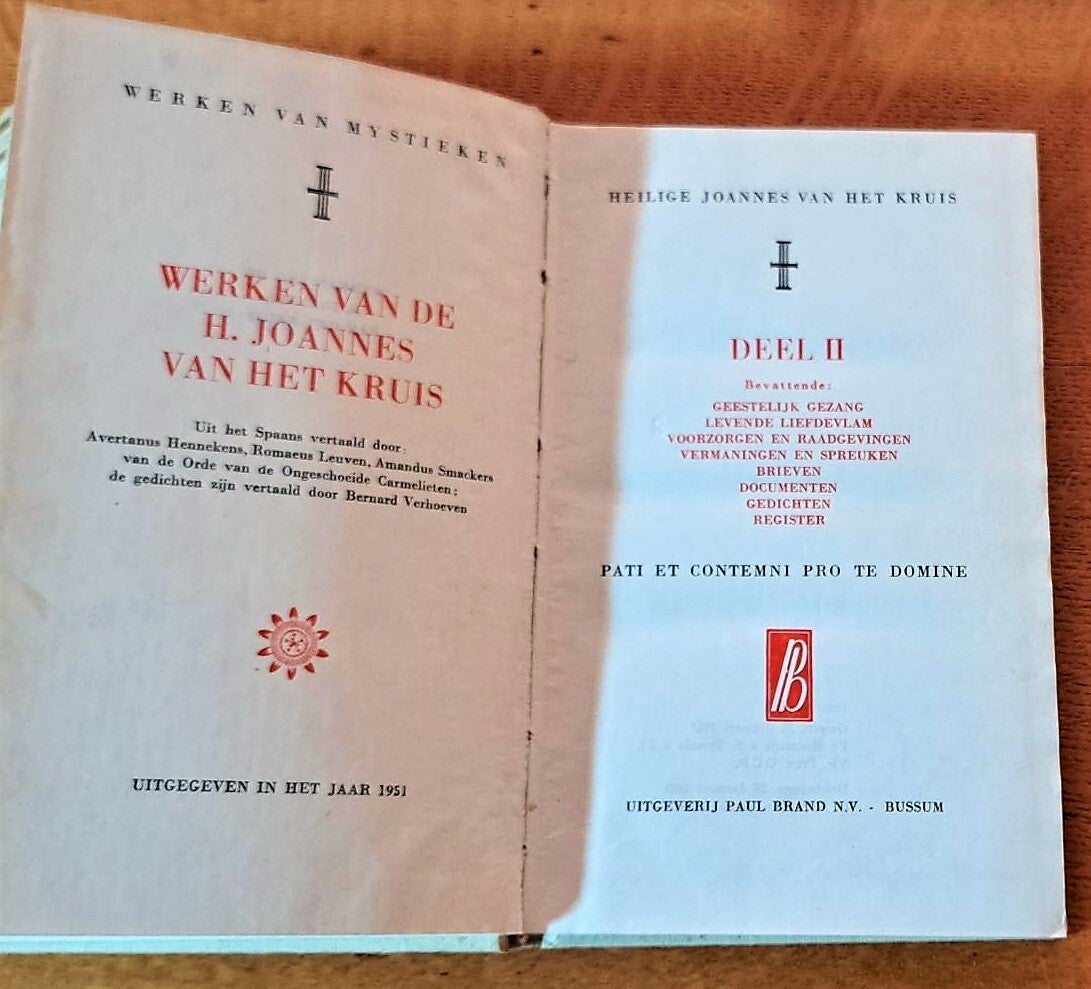 WERKEN VAN MYSTIEKEN
WERKEN VAN DE
H. JOANNES
VAN HET KRUIS
Uit het Spaans vertaald door:
Avertanus Hennekens, Romaeus Leuven, Amandus Smackers
van de Orde van de Ongeschoeide Carmelieten;
de gedichten zijn vertaald door Bernard Verhoeven
UITGEGEVEN IN HET JAAR 1951
HEILIGE JOANNES VAN HET KRUIS
DEEL II
Bevattende:
GEESTELIJK GEZANG
LEVENDE LIEFDEVLAM
VOORZORGEN EN RAADGEVINGEN
VERMANINGEN EN SPREUKEN
BRIEVEN
DOCUMENTEN
GEDICHTEN
REGISTER
PATI ET CONTEMNI PRO TE DOMINE
PB
UITGEVERIJ PAUL BRAND N.V. - BUSSUM